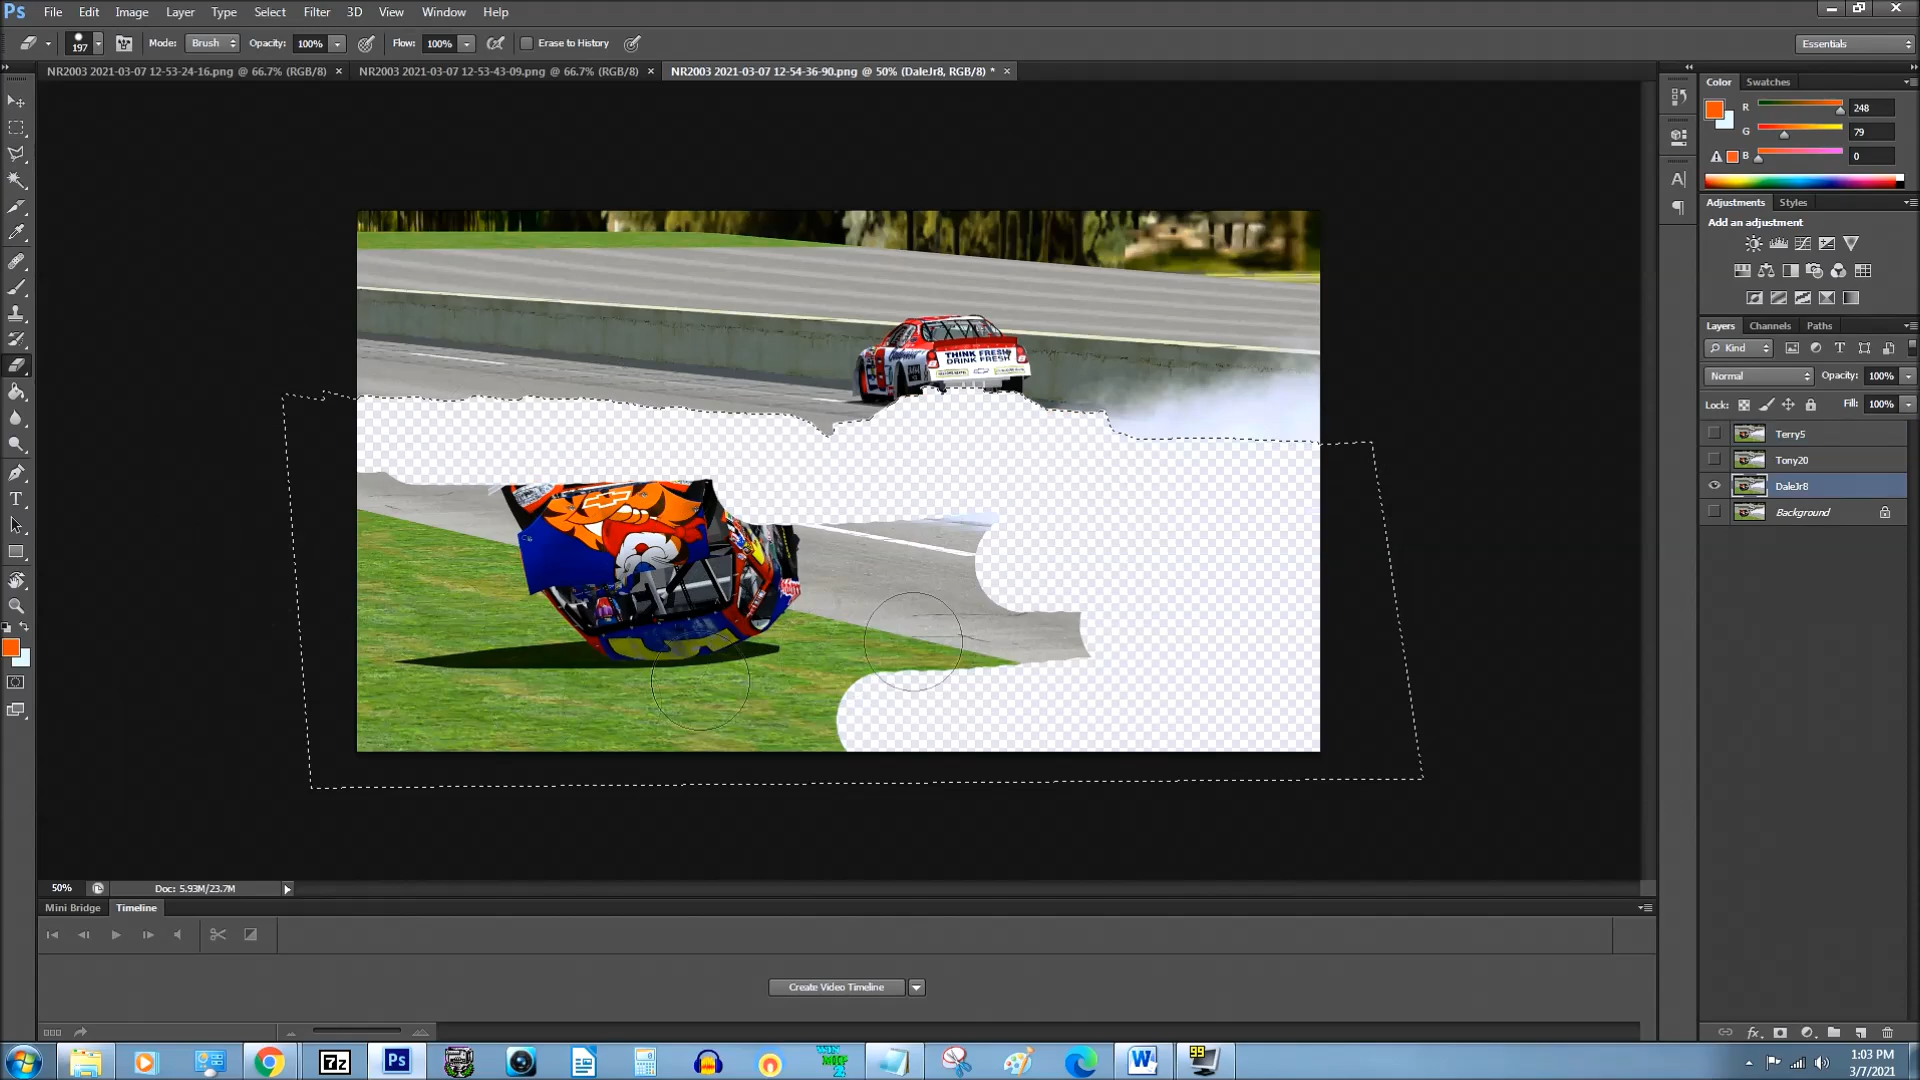 Ps File Edit Image Layer Type Select Filter 3D View Window Help
197 Mode: Brush Opacity: 100% Flow: 100% Erase to History Essentials
NR2003 2021-03-07 12-53-24-16.png @ 66.7% (RGB/8) × NR2003 2021-03-07 12-53-43-09.png @ 66.7% (RGB/8) × NR2003 2021-03-07 12-54-36-90.png @ 50% (DaleJr8, RGB/8) * ×
Color Swatches
R 248
G 79
B 0
Adjustments Styles
Add an adjustment
Layers Channels Paths
Kind
Normal Opacity: 100%
Lock: Fill: 100%
Terry5
Tony20
DaleJr8
Background
THINK FRESH
DRINK FRESH
50% Doc: 5.93M/23.7M
Mini Bridge Timeline
Create Video Timeline
7z Ps W 99
1:03 PM
3/7/2021